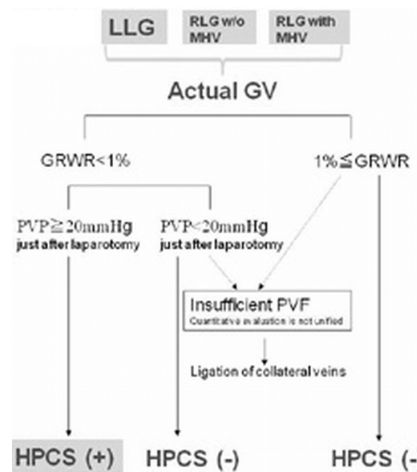 LLG
RLG w/o
MHV
RLG with
MHV
Actual GV
GRWR<1%
1%≦GRWR
PVP≧20mmHg
just after laparotomy
PVP<20mmHg
just after laparotomy
Insufficient PVF
Quantitative evaluation is not unified
Ligation of collateral veins
HPCS (+)
HPCS (-)
HPCS (-